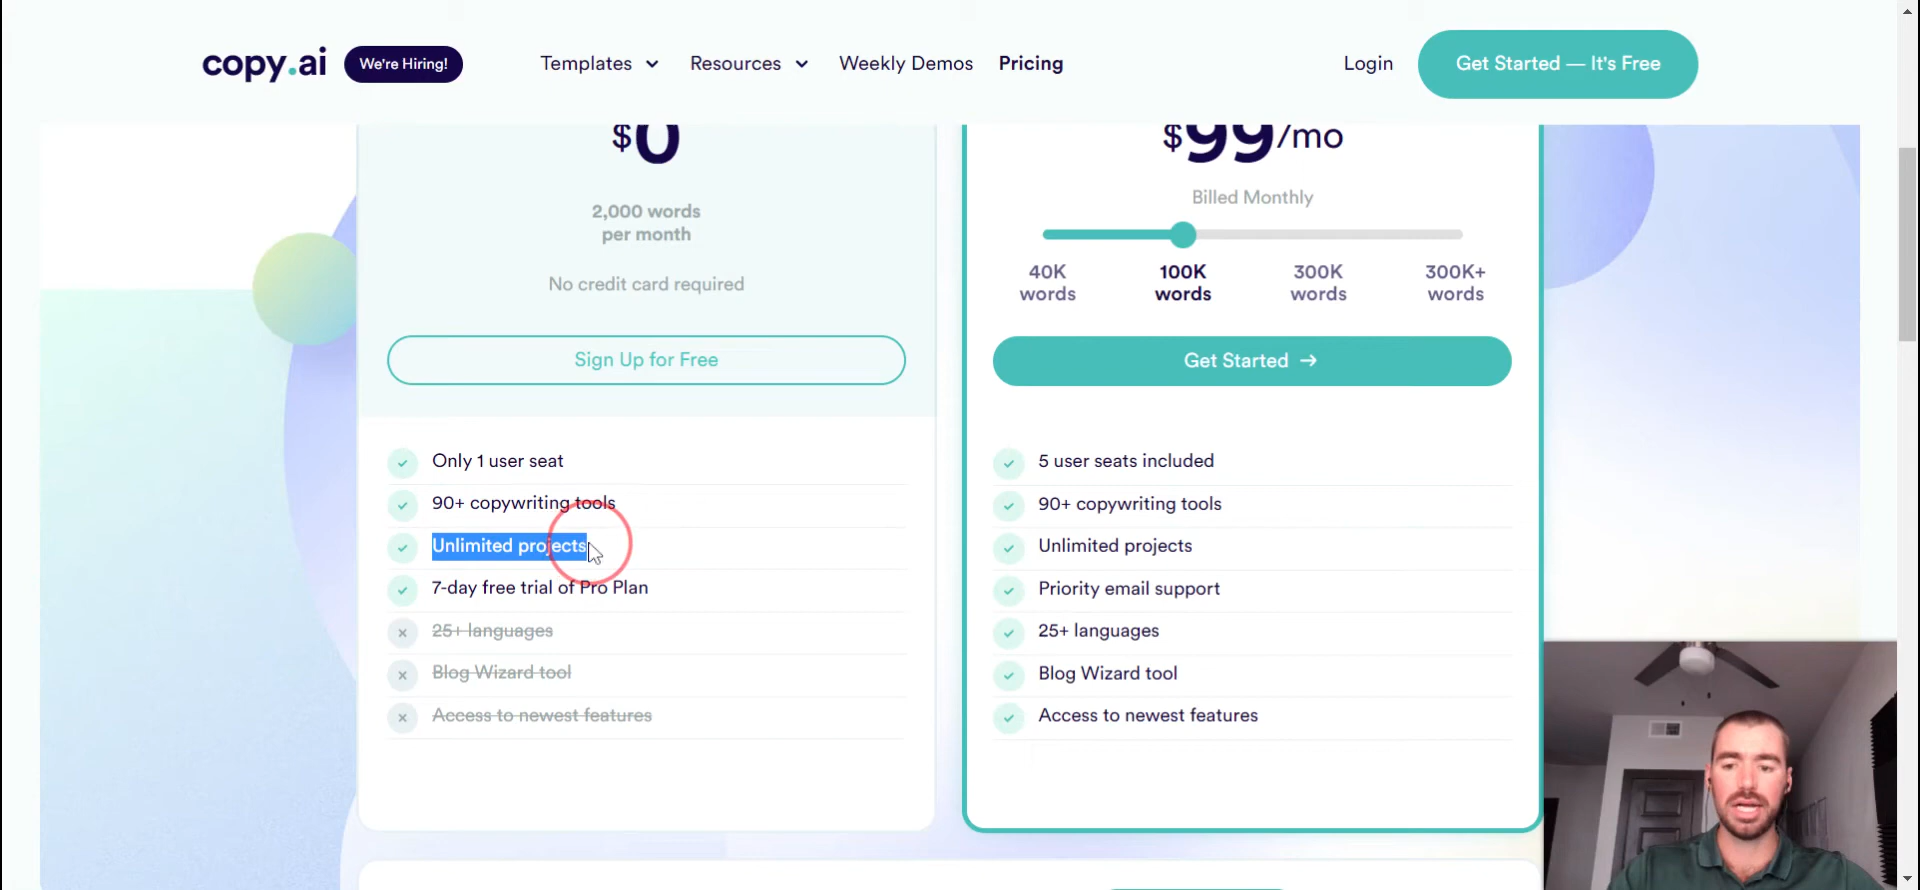 copy.ai
We're Hiring!
Templates
Resources
Weekly Demos
Pricing
Login
Get Started — It's Free
$0
2,000 words
per month
No credit card required
Sign Up for Free
Only 1 user seat
90+ copywriting tools
Unlimited projects
7-day free trial of Pro Plan
25+ languages
Blog Wizard tool
Access to newest features
$99/mo
Billed Monthly
40K
words
100K
words
300K
words
300K+
words
Get Started →
5 user seats included
90+ copywriting tools
Unlimited projects
Priority email support
25+ languages
Blog Wizard tool
Access to newest features